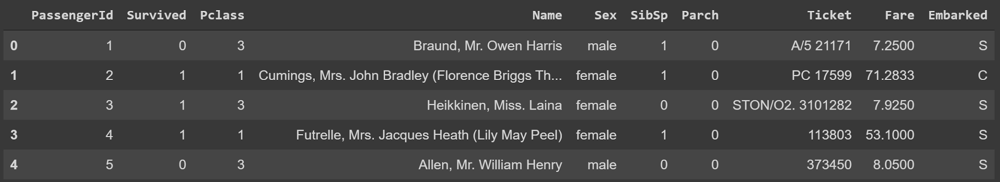 PassengerId Survived Pclass Name Sex SibSp Parch Ticket Fare Embarked
0 1 0 3 Braund, Mr. Owen Harris male 1 0 A/5 21171 7.2500 S
1 2 1 1 Cumings, Mrs. John Bradley (Florence Briggs Th... female 1 0 PC 17599 71.2833 C
2 3 1 3 Heikkinen, Miss. Laina female 0 0 STON/O2. 3101282 7.9250 S
3 4 1 1 Futrelle, Mrs. Jacques Heath (Lily May Peel) female 1 0 113803 53.1000 S
4 5 0 3 Allen, Mr. William Henry male 0 0 373450 8.0500 S